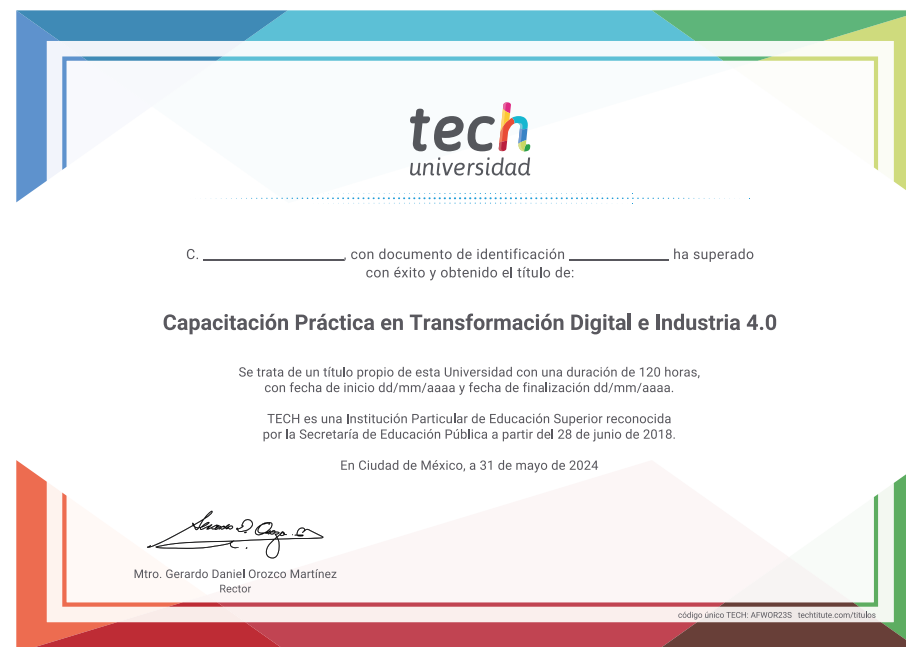 tech
universidad
C. ____________, con documento de identificación ____________ ha superado
con éxito y obtenido el título de:
Capacitación Práctica en Transformación Digital e Industria 4.0
Se trata de un título propio de esta Universidad con una duración de 120 horas,
con fecha de inicio dd/mm/aaaa y fecha de finalización dd/mm/aaaa.
TECH es una Institución Particular de Educación Superior reconocida
por la Secretaría de Educación Pública a partir del 28 de junio de 2018.
En Ciudad de México, a 31 de mayo de 2024
Mtro. Gerardo Daniel Orozco Martínez
Rector
código único TECH: AFWOR23S techtitute.com/titulos